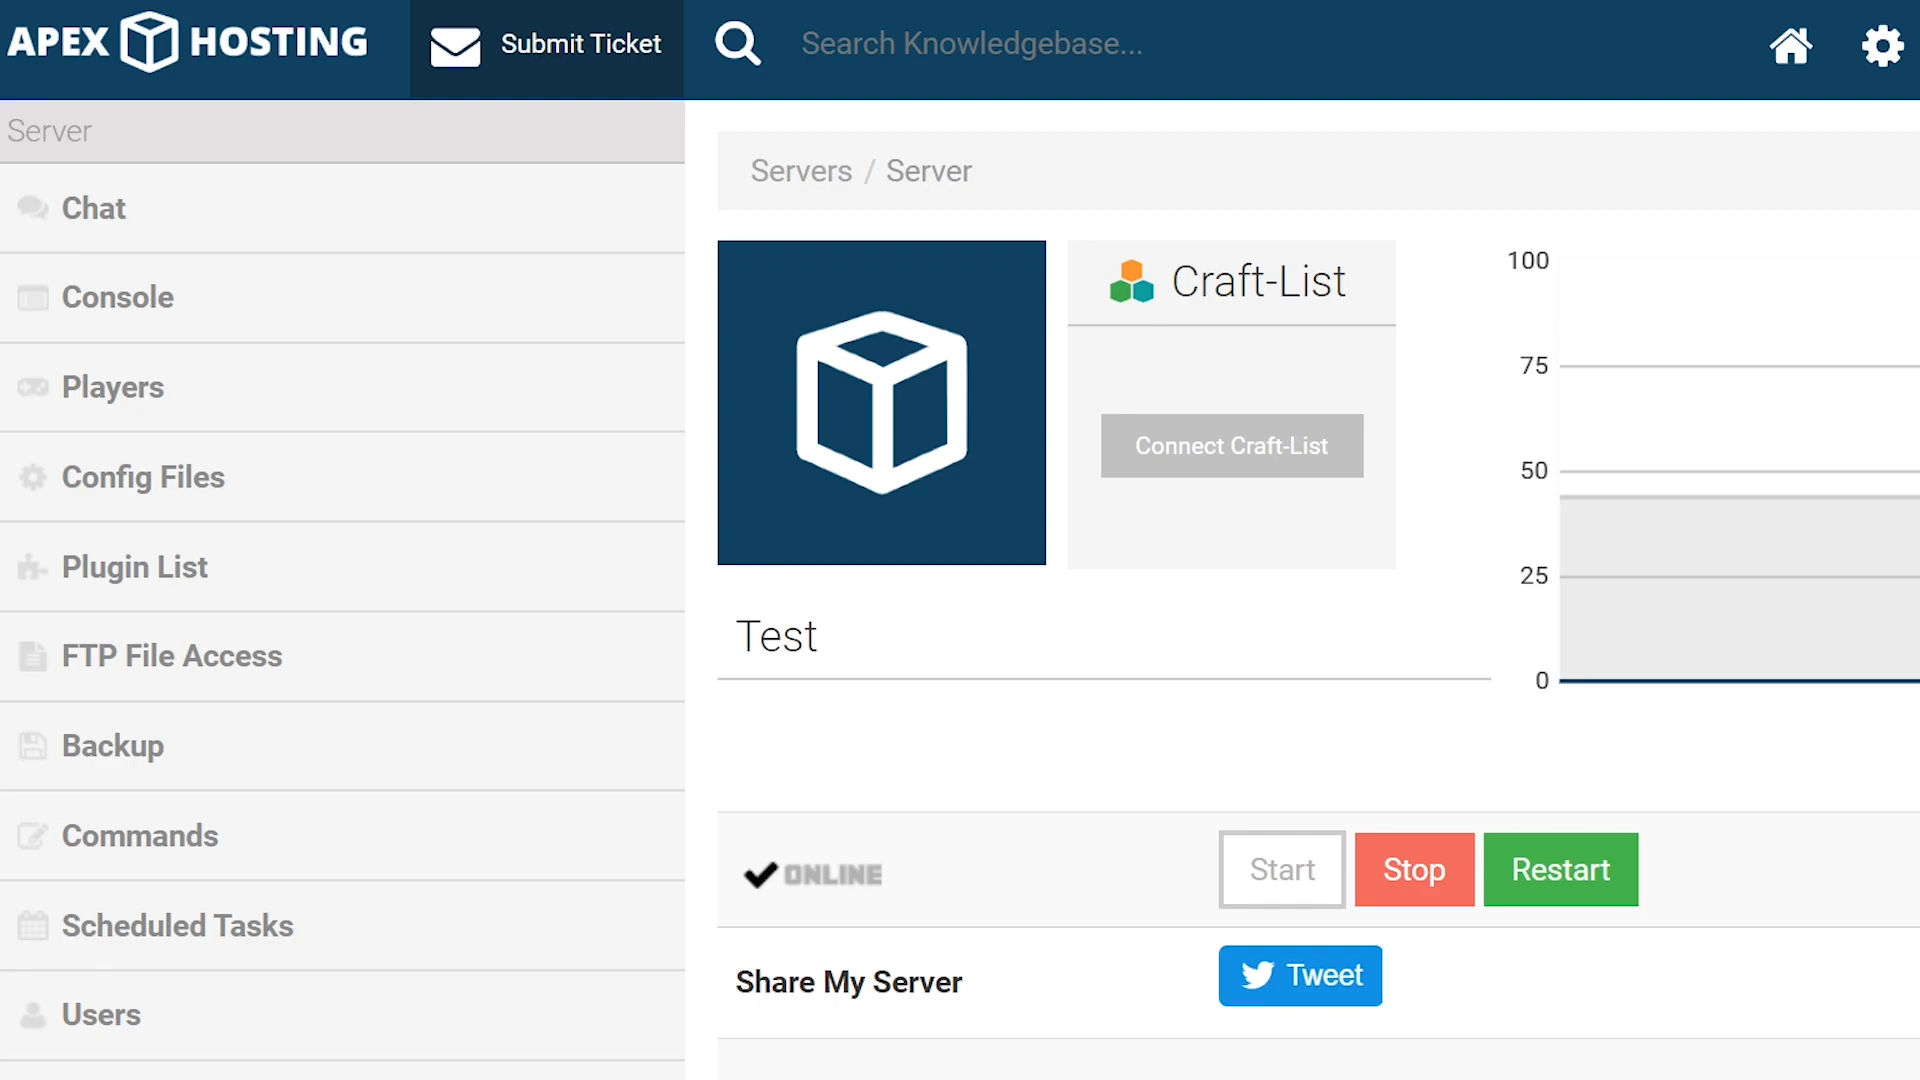 APEX HOSTING
Submit Ticket
Search Knowledgebase...
Server
Chat
Console
Players
Config Files
Plugin List
FTP File Access
Backup
Commands
Scheduled Tasks
Users
Servers / Server
Craft-List
Connect Craft-List
100
75
50
25
0
Test
ONLINE
Start
Stop
Restart
Share My Server
Tweet